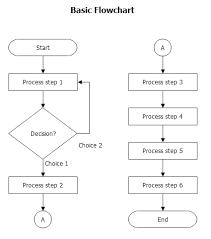 Basic Flowchart
Start
Process step 1
Decision?
Choice 2
Choice 1
Process step 2
A
A
Process step 3
Process step 4
Process step 5
Process step 6
End